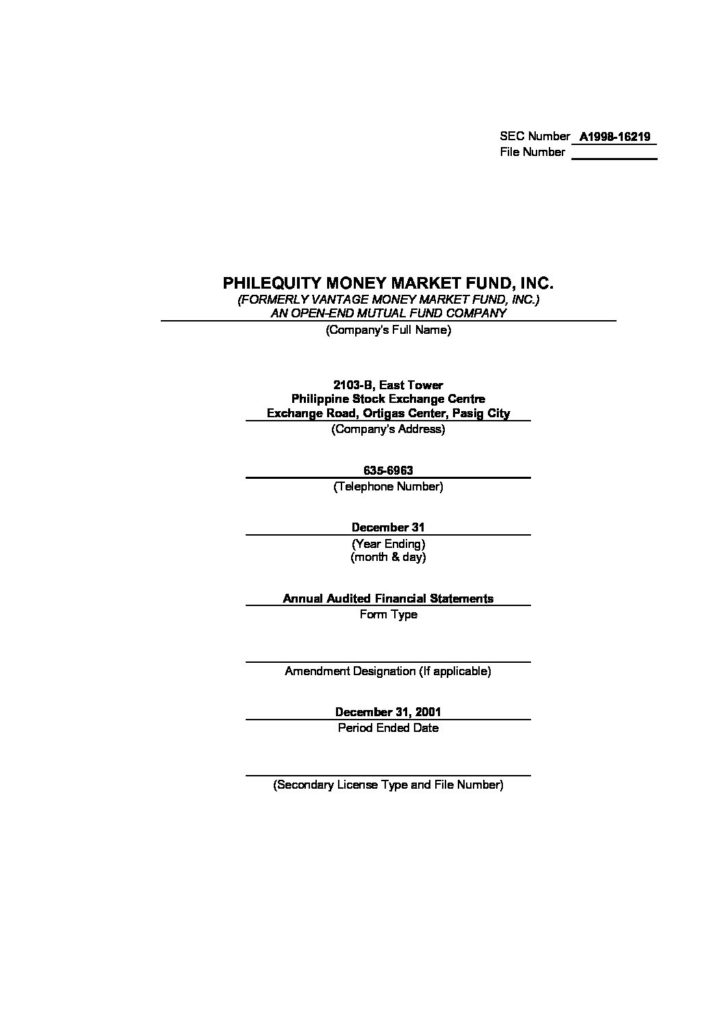 SEC Number A1998-16219
File Number
PHILEQUITY MONEY MARKET FUND, INC.
(FORMERLY VANTAGE MONEY MARKET FUND, INC.)
AN OPEN-END MUTUAL FUND COMPANY
(Company's Full Name)
2103-B, East Tower
Philippine Stock Exchange Centre
Exchange Road, Ortigas Center, Pasig City
(Company's Address)
635-6963
(Telephone Number)
December 31
(Year Ending)
(month & day)
Annual Audited Financial Statements
Form Type
Amendment Designation (If applicable)
December 31, 2001
Period Ended Date
(Secondary License Type and File Number)